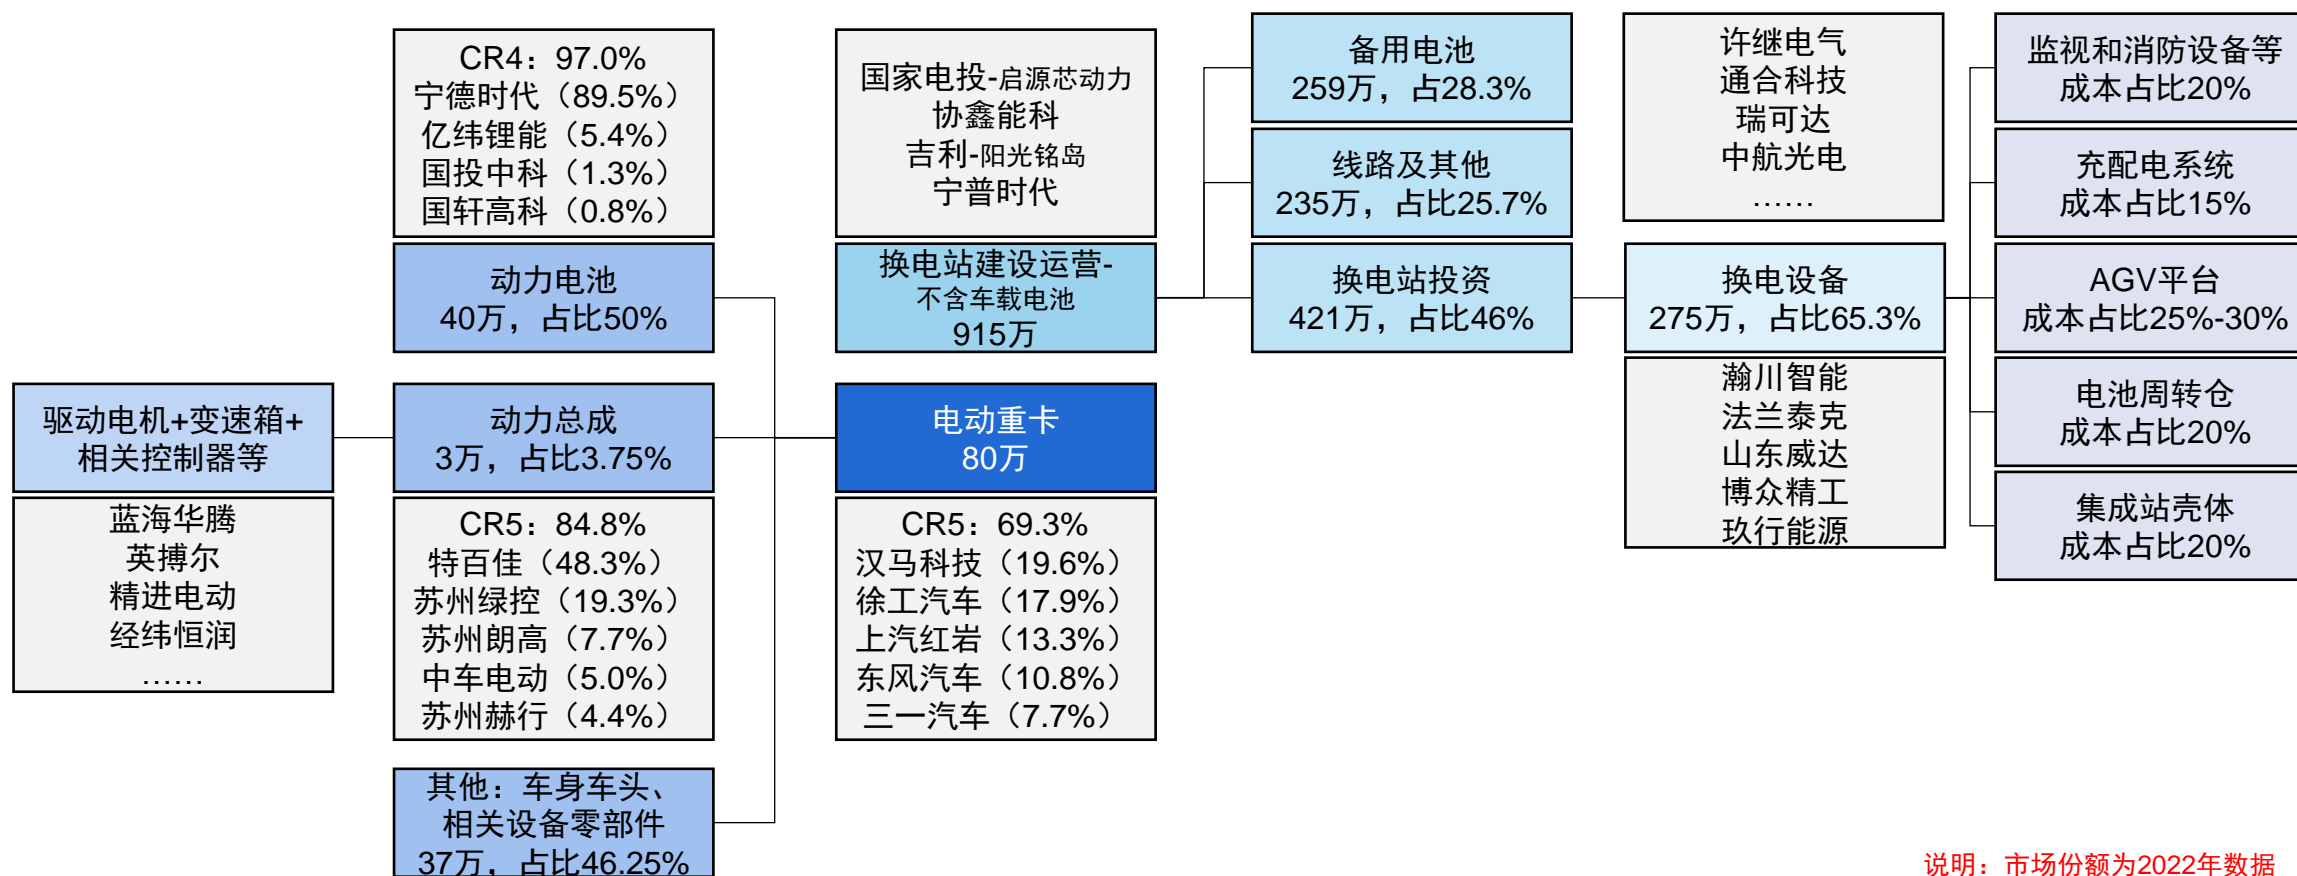 CR4：97.0%
宁德时代（89.5%）
亿纬锂能（5.4%）
国投中科（1.3%）
国轩高科（0.8%）
动力电池
40万，占比50%
驱动电机+变速箱+
相关控制器等
蓝海华腾
英搏尔
精进电动
经纬恒润
……
动力总成
3万，占比3.75%
CR5：84.8%
特百佳（48.3%）
苏州绿控（19.3%）
苏州朗高（7.7%）
中车电动（5.0%）
苏州赫行（4.4%）
其他：车身车头、
相关设备零部件
37万，占比46.25%
国家电投-启源芯动力
协鑫能科
吉利-阳光铭岛
宁普时代
换电站建设运营-
不含车载电池
915万
电动重卡
80万
CR5：69.3%
汉马科技（19.6%）
徐工汽车（17.9%）
上汽红岩（13.3%）
东风汽车（10.8%）
三一汽车（7.7%）
备用电池
259万，占28.3%
线路及其他
235万，占比25.7%
换电站投资
421万，占比46%
许继电气
通合科技
瑞可达
中航光电
……
换电设备
275万，占比65.3%
瀚川智能
法兰泰克
山东威达
博众精工
玖行能源
监视和消防设备等
成本占比20%
充配电系统
成本占比15%
AGV平台
成本占比25%-30%
电池周转仓
成本占比20%
集成站壳体
成本占比20%
说明：市场份额为2022年数据